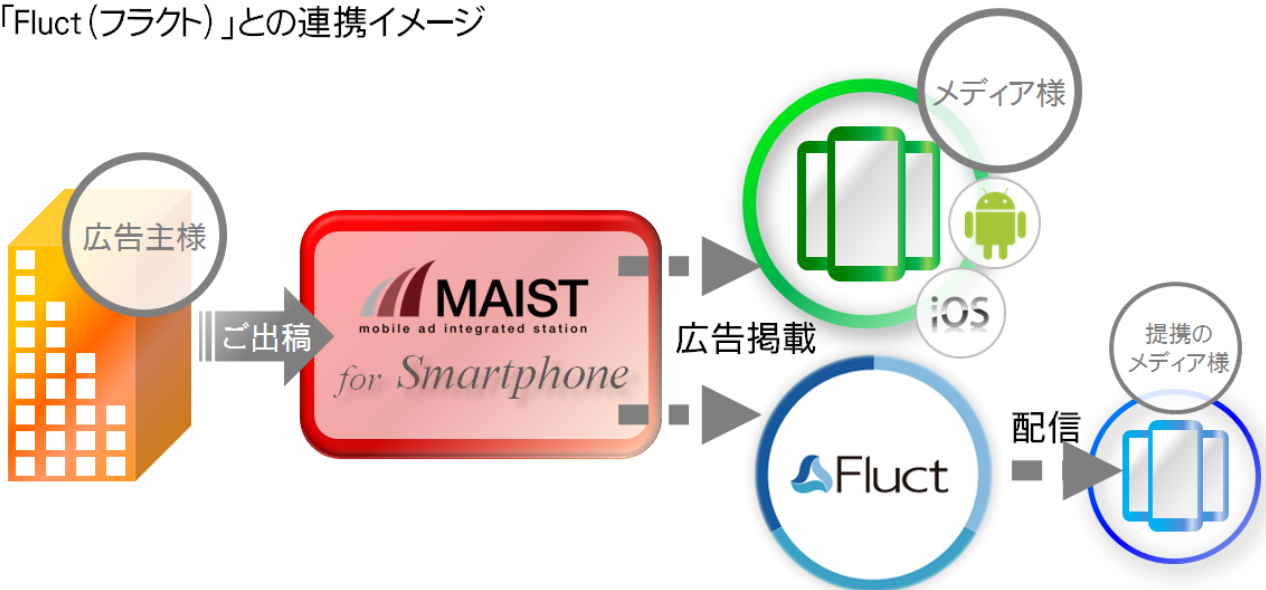 「Fluct(フラクト)」との連携イメージ
メディア様
広告主様
ご出稿
MAIST
mobile ad integrated station
for Smartphone
広告掲載
iOS
提携の
メディア様
配信
Fluct